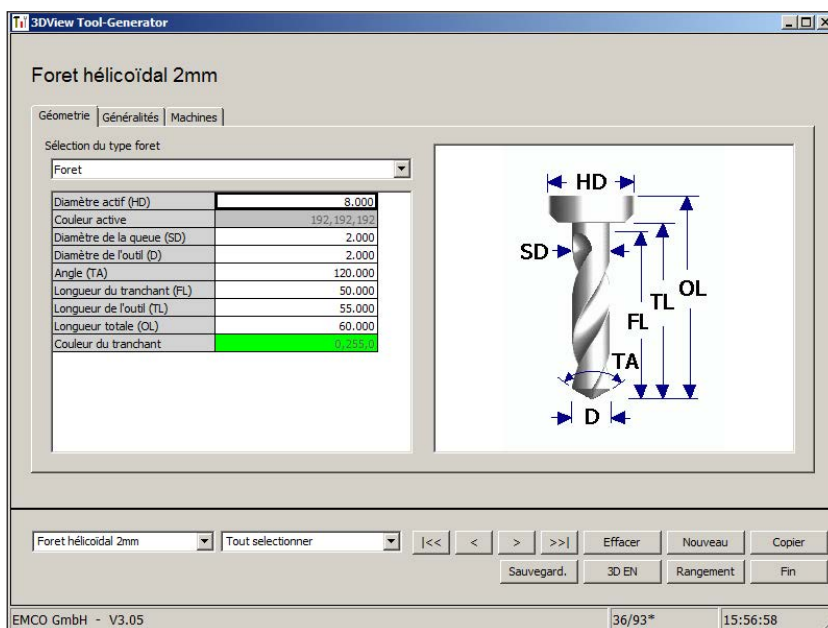 3DView Tool-Generator
Foret hélicoïdal 2mm
Géometrie Généralités Machines
Sélection du type foret
Foret
Diamètre actif (HD) 8.000
Couleur active 192,192,192
Diamètre de la queue (SD) 2.000
Diamètre de l'outil (D) 2.000
Angle (TA) 120.000
Longueur du tranchant (FL) 50.000
Longueur de l'outil (TL) 55.000
Longueur totale (OL) 60.000
Couleur du tranchant 0,255,0
HD
SD
OL
TL
FL
TA
D
Foret hélicoïdal 2mm Tout selectionner |<< < > >>| Effacer Nouveau Copier
Sauvegard. 3D EN Rangement Fin
EMCO GmbH - V3.05 36/93* 15:56:58